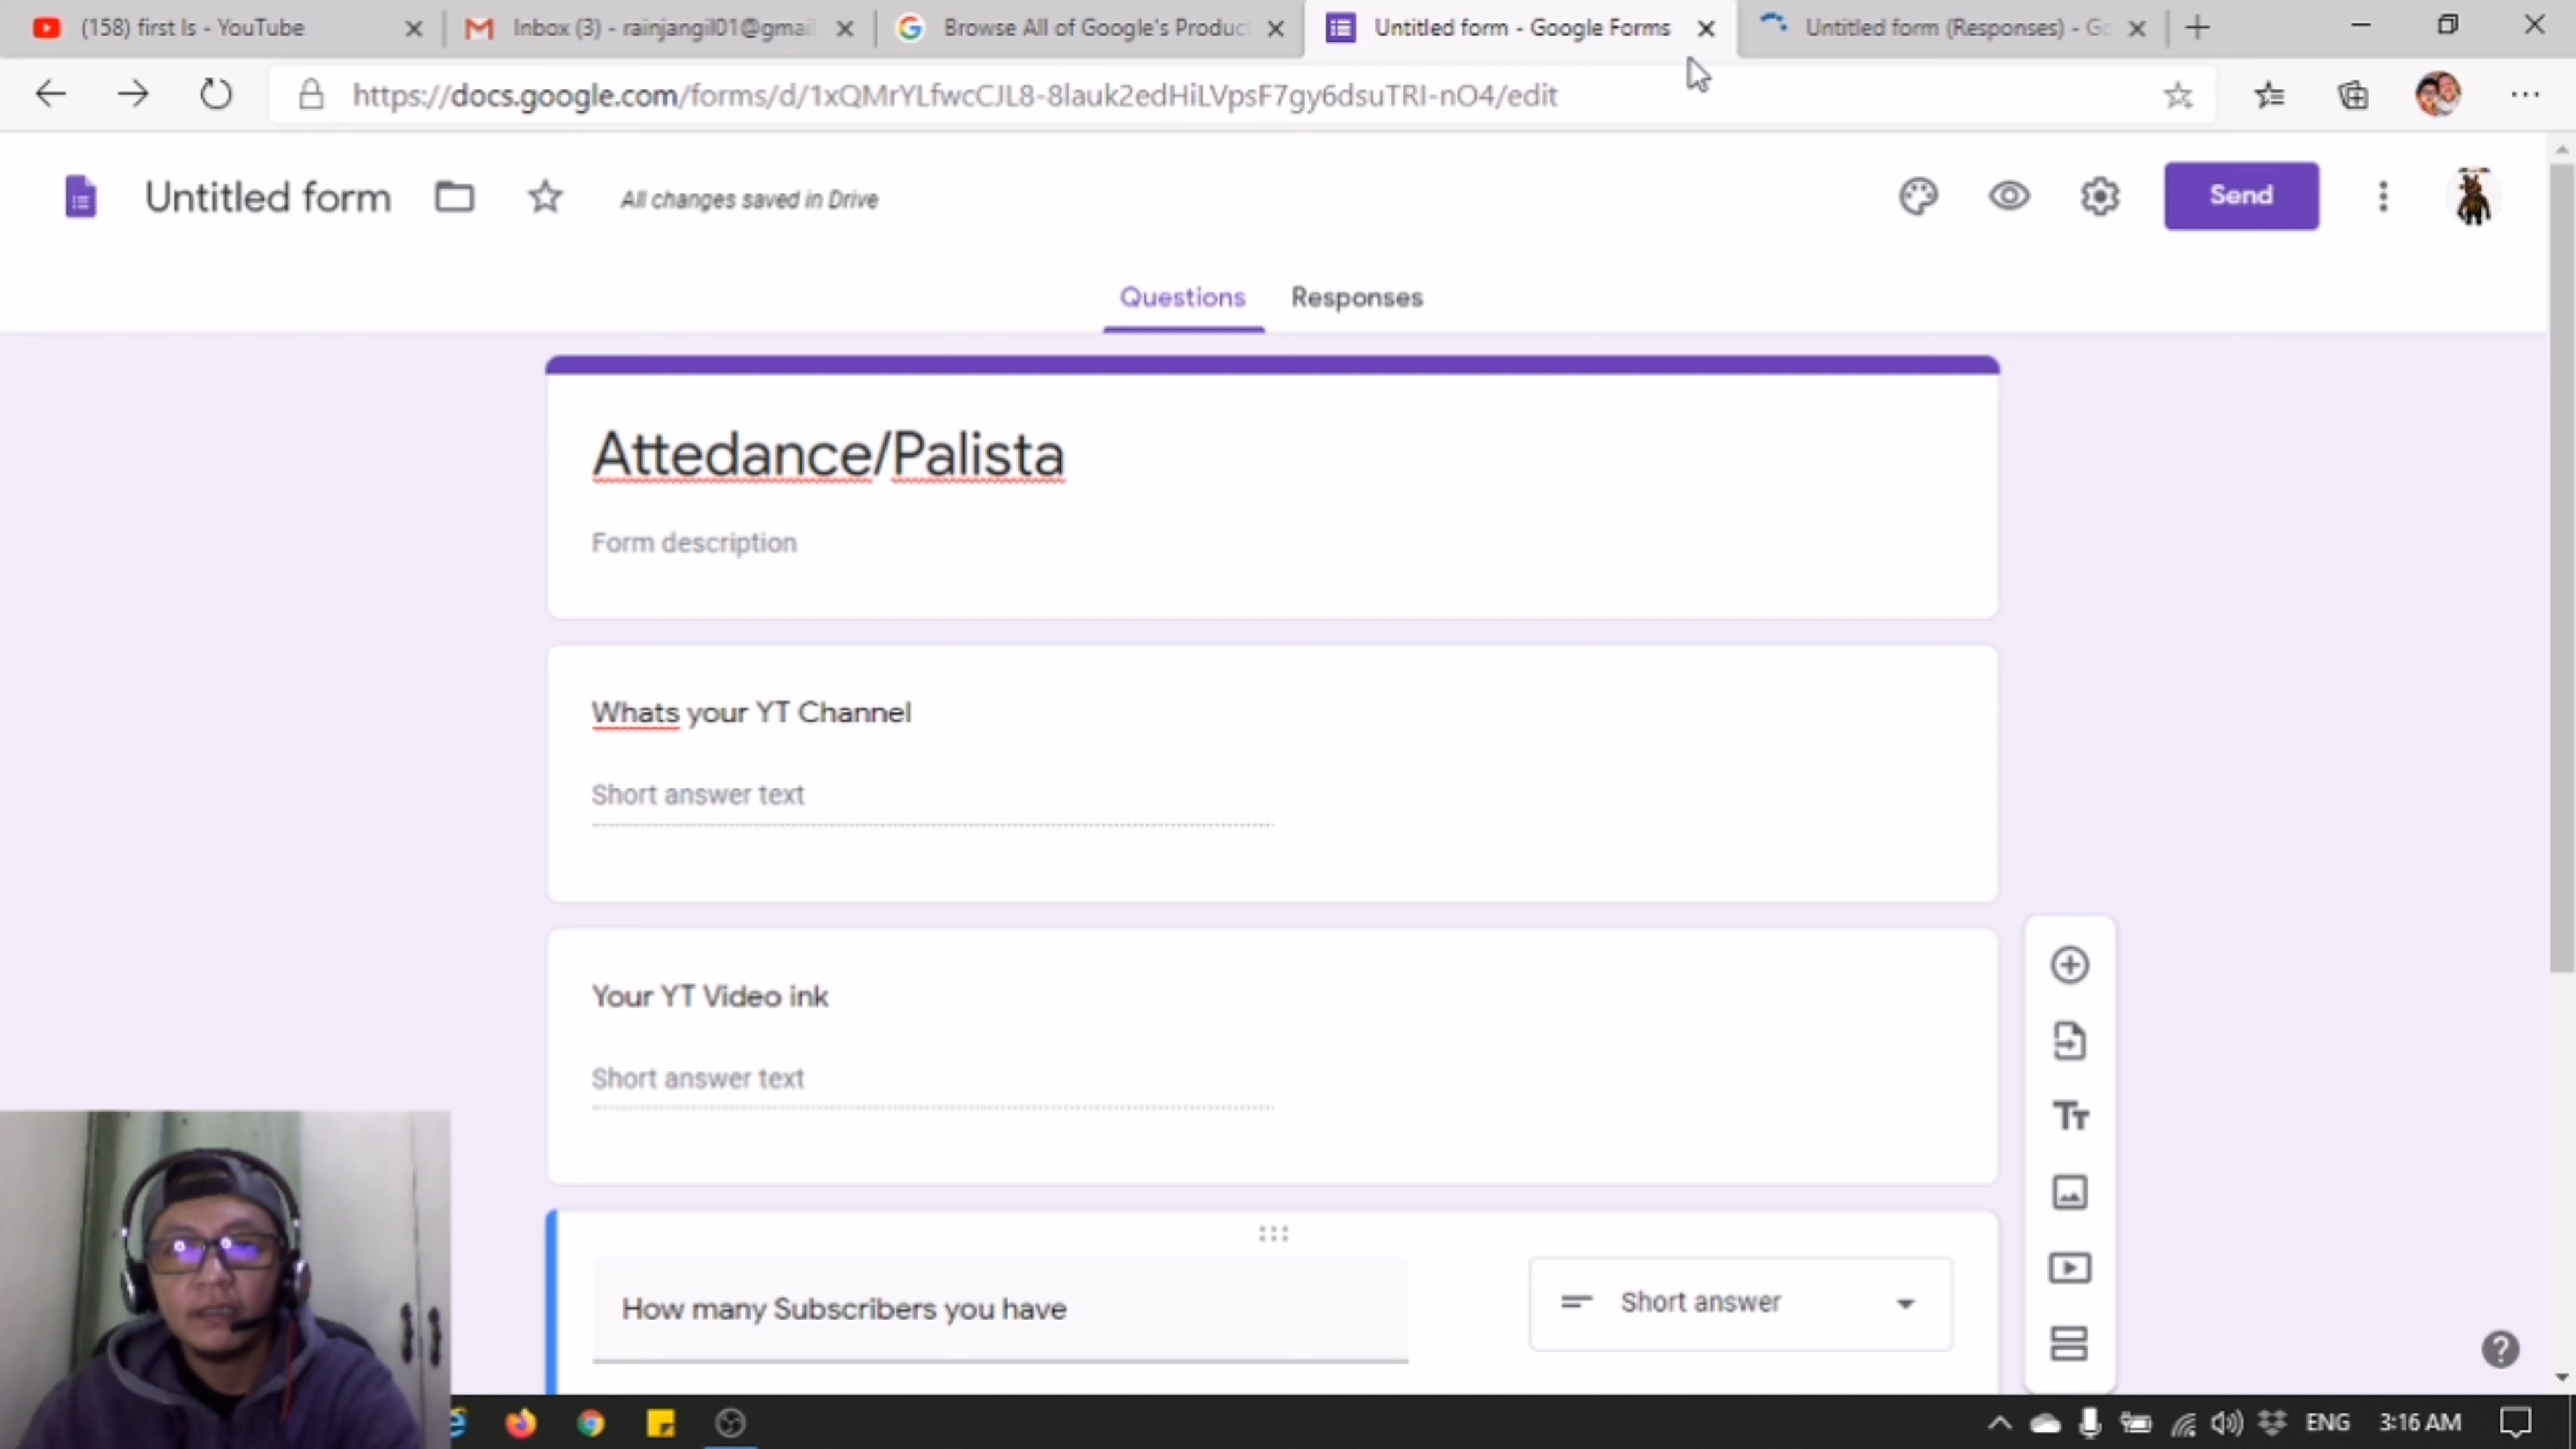 (158) first ls - YouTube
Inbox (3) - rainjangil01@gmail
Browse All of Google's Product
Untitled form - Google Forms
Untitled form (Responses) - Go
https://docs.google.com/forms/d/1xQMrYLfwcCJL8-8lauk2edHiLVpsF7gy6dsuTRI-nO4/edit
Untitled form
All changes saved in Drive
Send
Questions
Responses
Attedance/Palista
Form description
Whats your YT Channel
Short answer text
Your YT Video ink
Short answer text
How many Subscribers you have
Short answer
ENG
3:16 AM